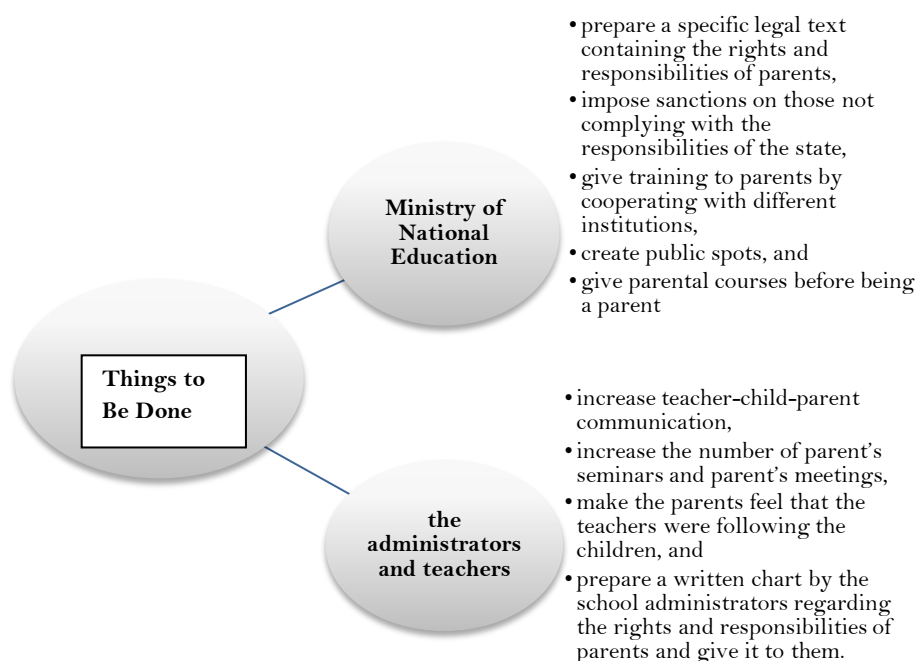 • prepare a specific legal text
containing the rights and
responsibilities of parents,
• impose sanctions on those not
complying with the
responsibilities of the state,
• give training to parents by
cooperating with different
institutions,
• create public spots, and
• give parental courses before being
a parent
Ministry of
National
Education
Things to
Be Done
• increase teacher-child-parent
communication,
• increase the number of parent's
seminars and parent's meetings,
• make the parents feel that the
teachers were following the
children, and
• prepare a written chart by the
school administrators regarding
the rights and responsibilities of
parents and give it to them.
the
administrators
and teachers